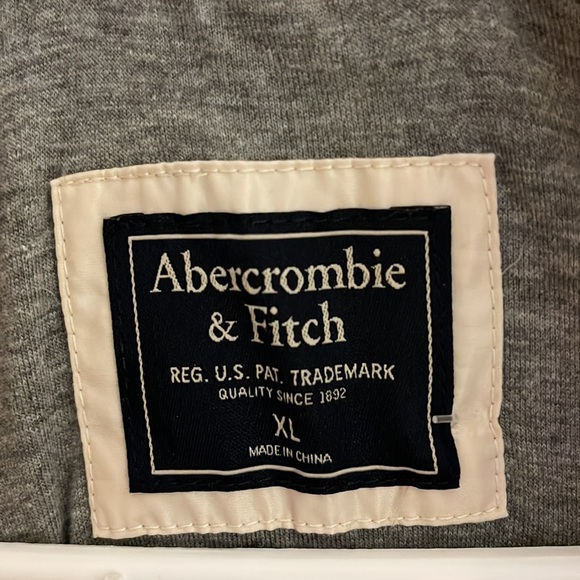 Abercrombie
& Fitch
REG. U.S. PAT. TRADEMARK
QUALITY SINCE 1892
XL
MADE IN CHINA